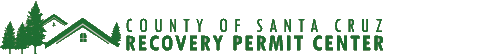 COUNTY OF SANTA CRUZ
RECOVERY PERMIT CENTER